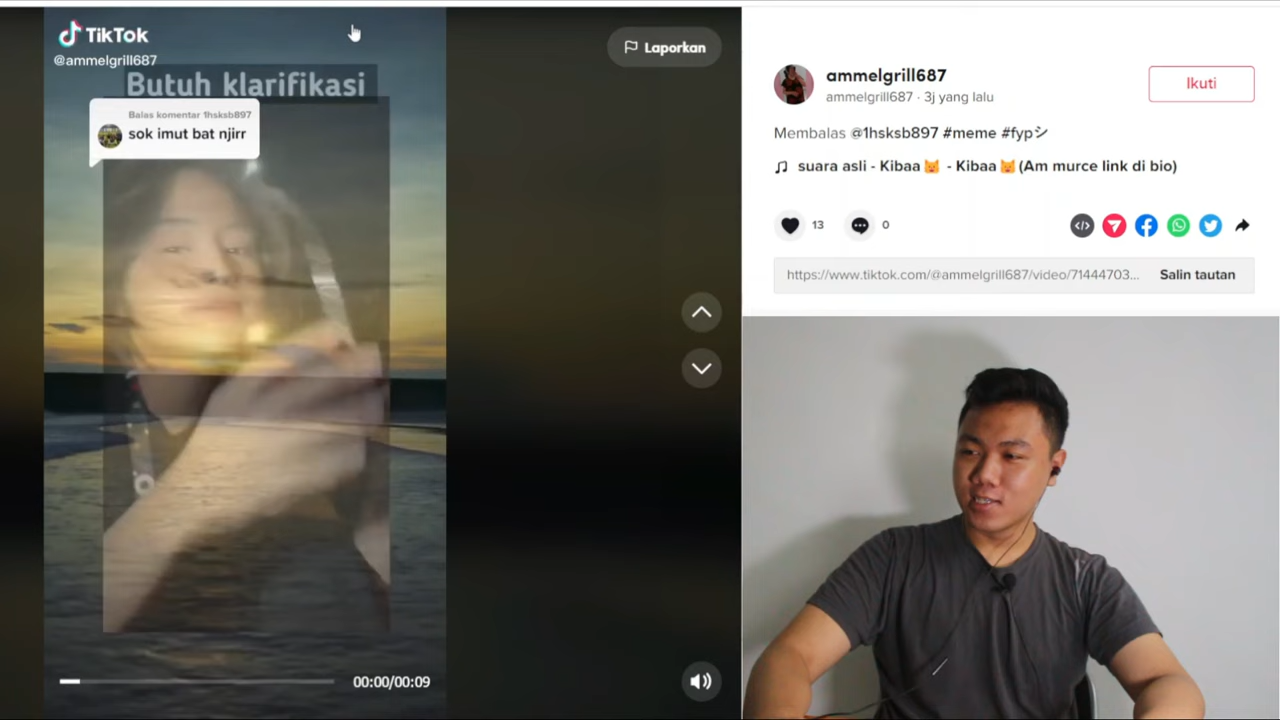 TikTok
@ammelgrill687
Butuh klarifikasi
Balas komentar 1hsksb897
sok imut bat njirr
Laporkan
00:00/00:09
ammelgrill687
ammelgrill687 · 3j yang lalu
Ikuti
Membalas @1hsksb897 #meme #fypシ
suara asli - Kibaa🐱 - Kibaa🐱(Am murce link di bio)
13
0
https://www.tiktok.com/@ammelgrill687/video/71444703...
Salin tautan